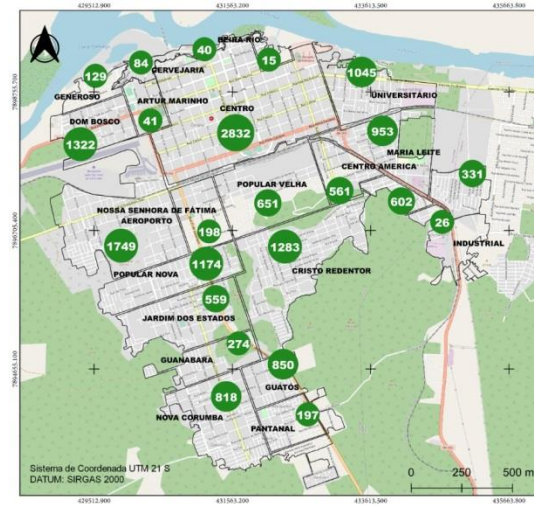 429512.900 431563.200 433613.500 435663.800
BEIRA RIO
40
84
15
CERVEJARIA
1045
129
GENEROSO
ARTUR MARINHO
UNIVERSITÁRIO
CENTRO
DOM BOSCO
41
2832
953
1322
MARIA LEITE
CENTRO AMERICA
331
POPULAR VELHA
561
651
602
NOSSA SENHORA DE FÁTIMA
AEROPORTO
198
26
1749
1283
INDUSTRIAL
1174
POPULAR NOVA
CRISTO REDENTOR
559
JARDIM DOS ESTADOS
274
GUANABARA
850
GUATÓS
818
197
NOVA CORUMBA
PANTANAL
Sistema de Coordenada UTM 21 S
DATUM: SIRGAS 2000
0 250 500 m
429512.900 431563.200 433613.500 435663.800